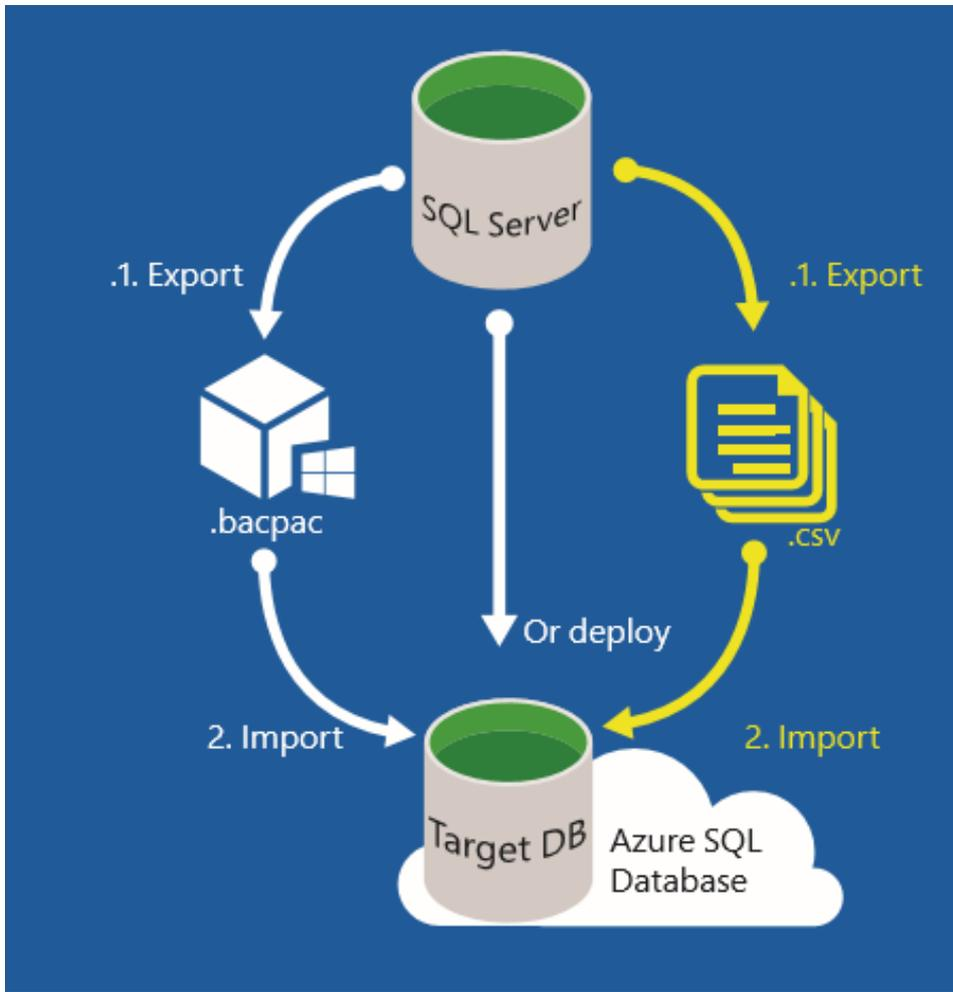 SQL Server
.1. Export
.1. Export
.bacpac
.csv
Or deploy
2. Import
2. Import
Target DB
Azure SQL
Database